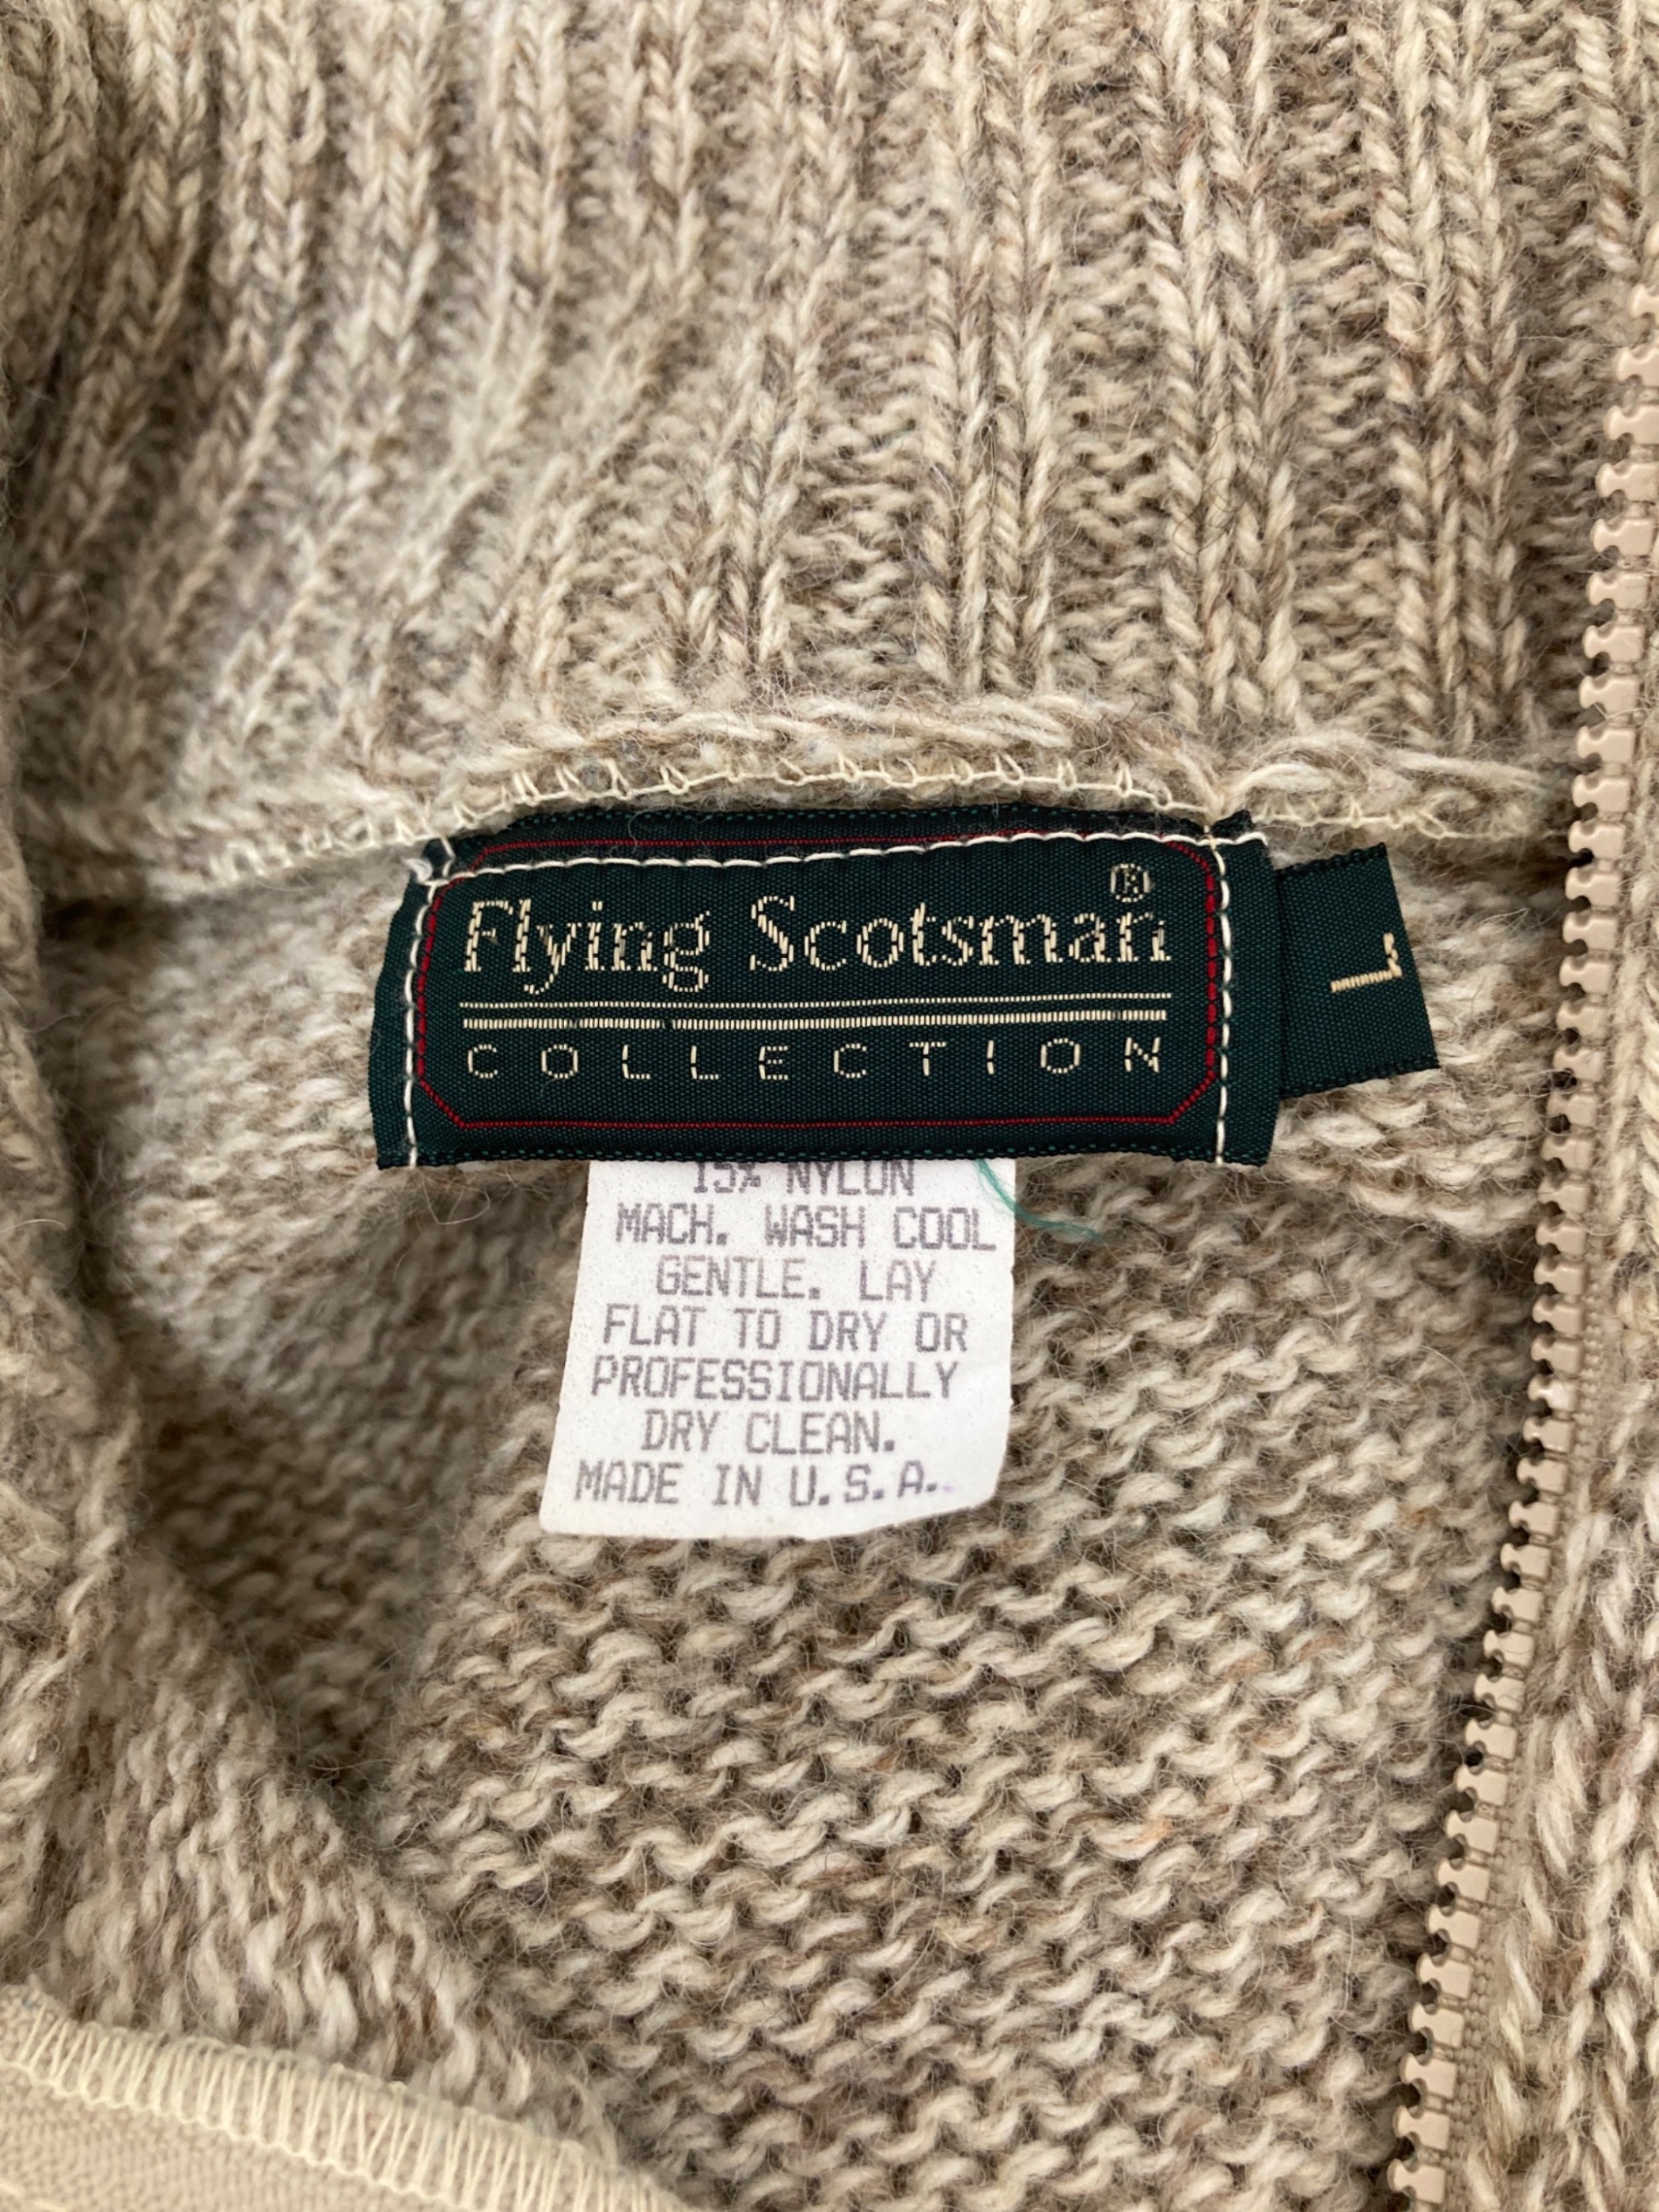 Flying Scotsman ®
COLLECTION
L
15% NYLON
MACH. WASH COOL
GENTLE. LAY
FLAT TO DRY OR
PROFESSIONALLY
DRY CLEAN.
MADE IN U.S.A.